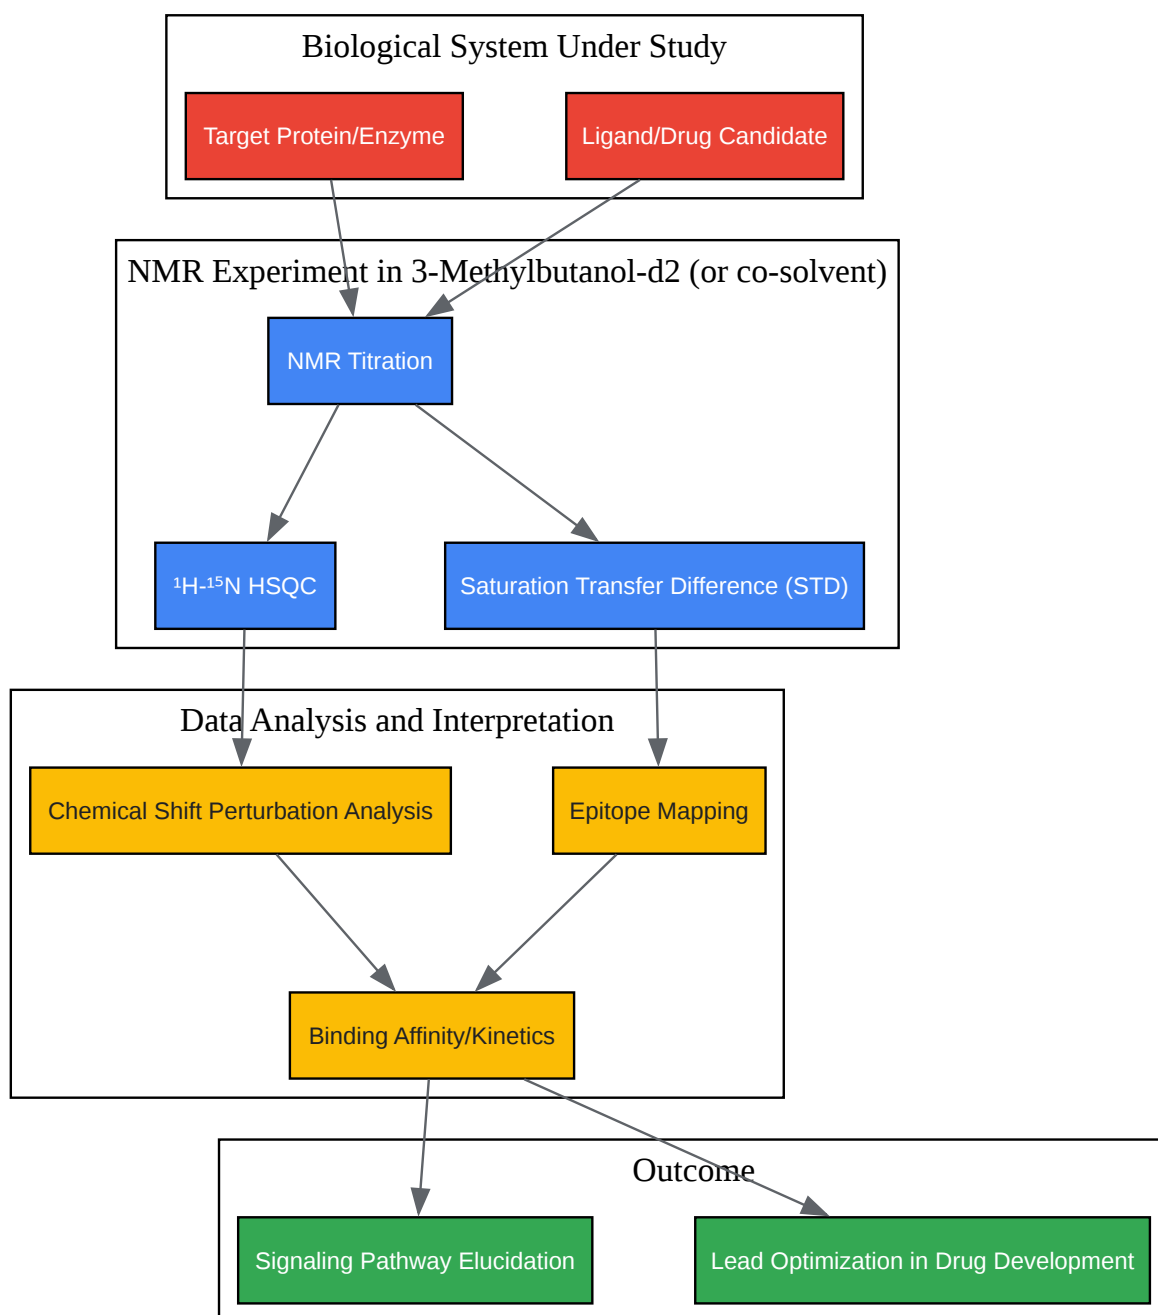 Biological System Under Study
Target Protein/Enzyme
Ligand/Drug Candidate
NMR Experiment in 3-Methylbutanol-d2 (or co-solvent)
NMR Titration
¹H-¹⁵N HSQC
Saturation Transfer Difference (STD)
Data Analysis and Interpretation
Chemical Shift Perturbation Analysis
Epitope Mapping
Binding Affinity/Kinetics
Outcome
Signaling Pathway Elucidation
Lead Optimization in Drug Development